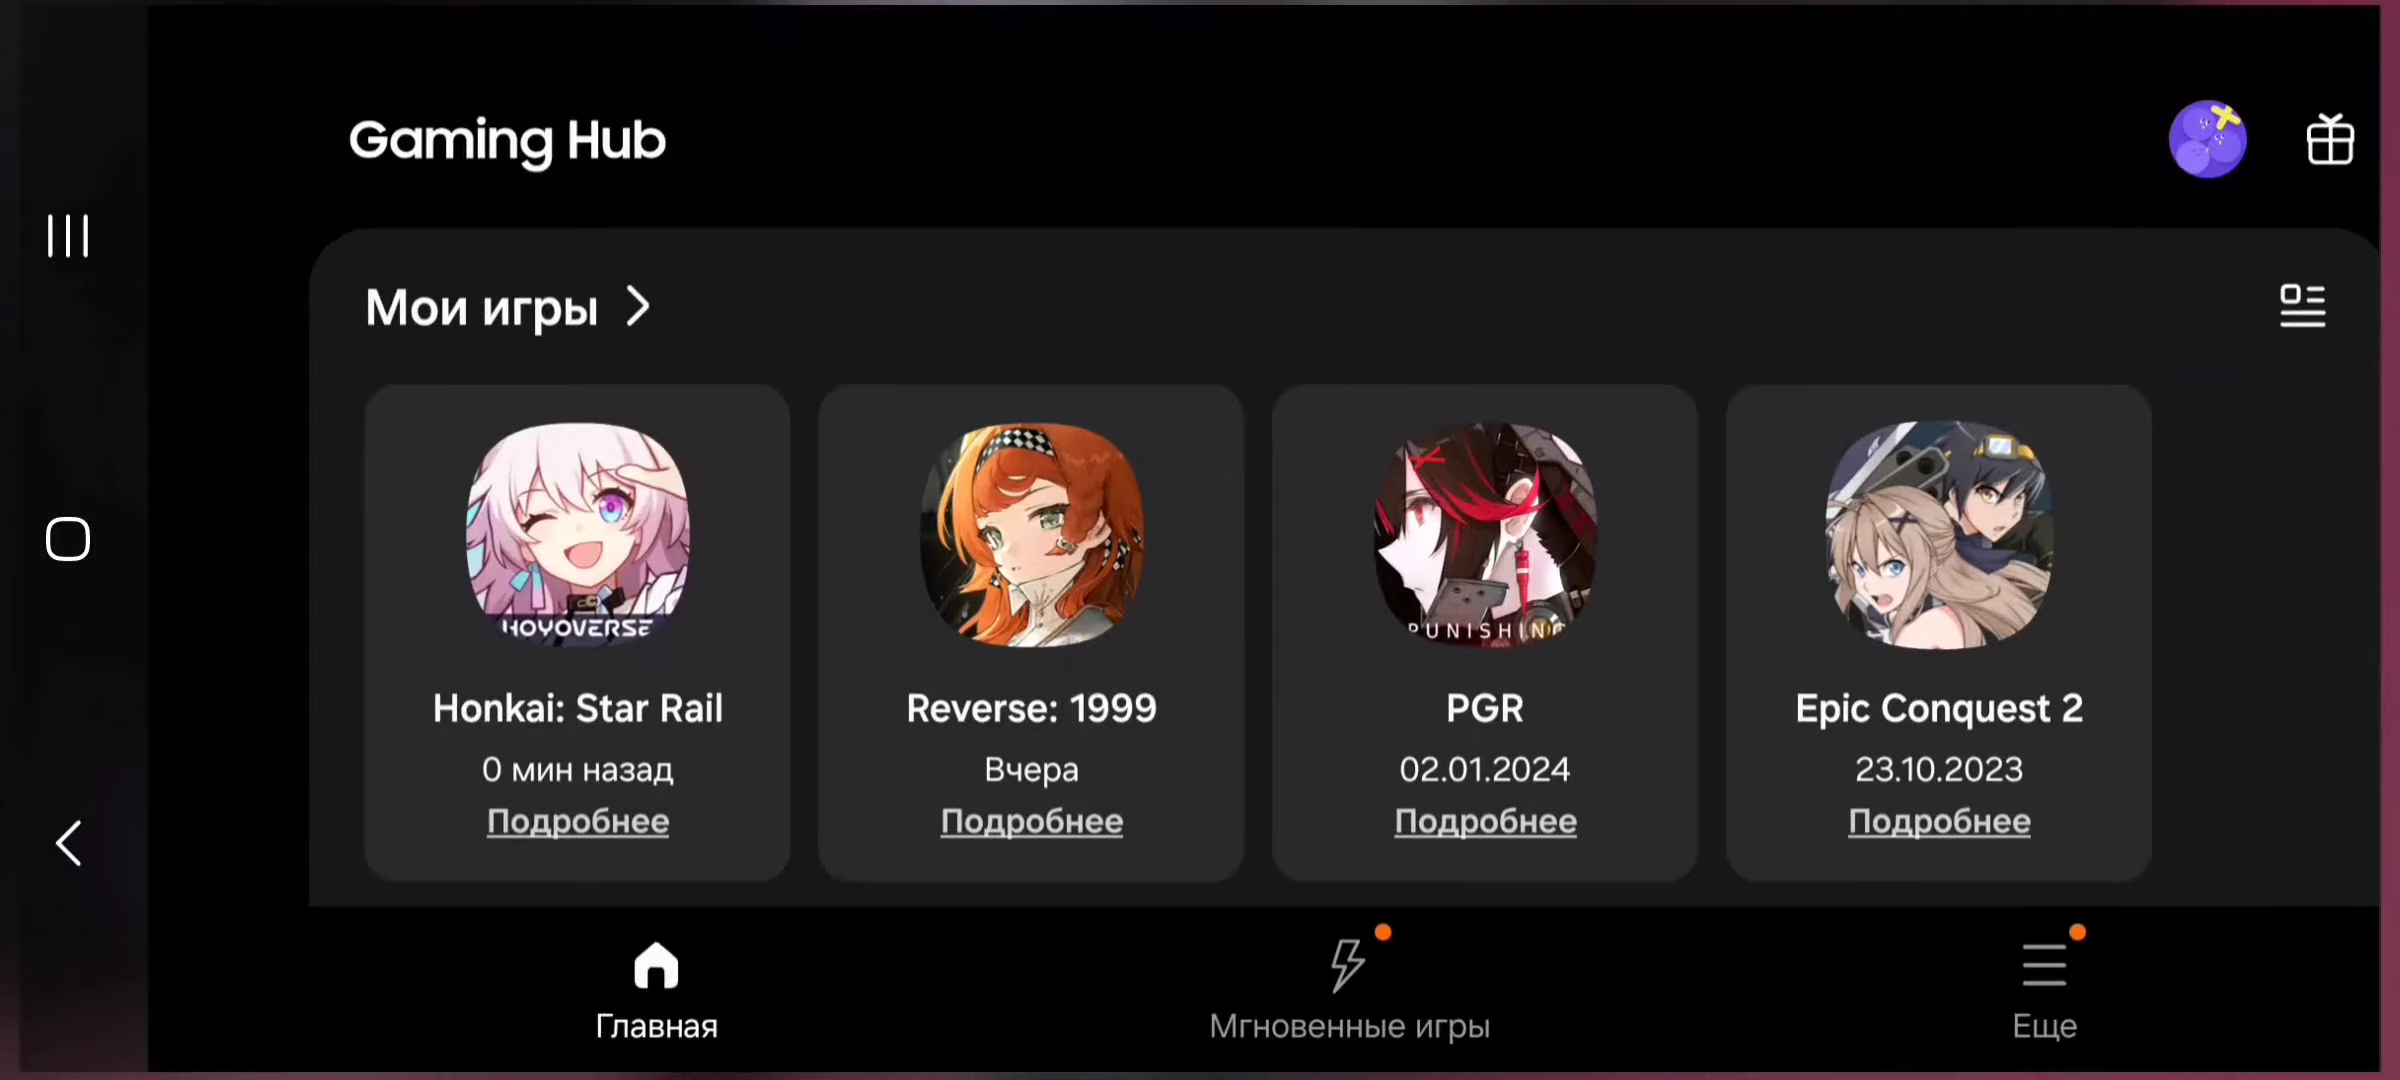 Gaming Hub
Мои игры
HOYOVERSE
PUNISHING
Honkai: Star Rail
Reverse: 1999
PGR
Epic Conquest 2
0 мин назад
Вчера
02.01.2024
23.10.2023
Подробнее
Подробнее
Подробнее
Подробнее
Главная
Мгновенные игры
Еще